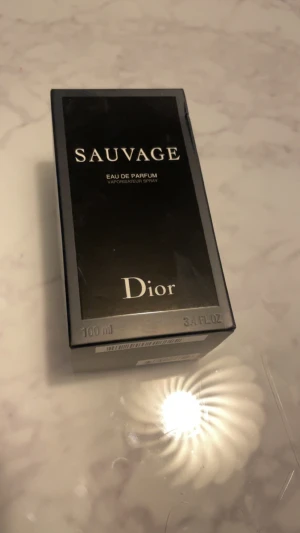 SAUVAGE
EAU DE PARFUM
VAPORISATEUR SPRAY
Dior
100 ml 3.4 FL.OZ